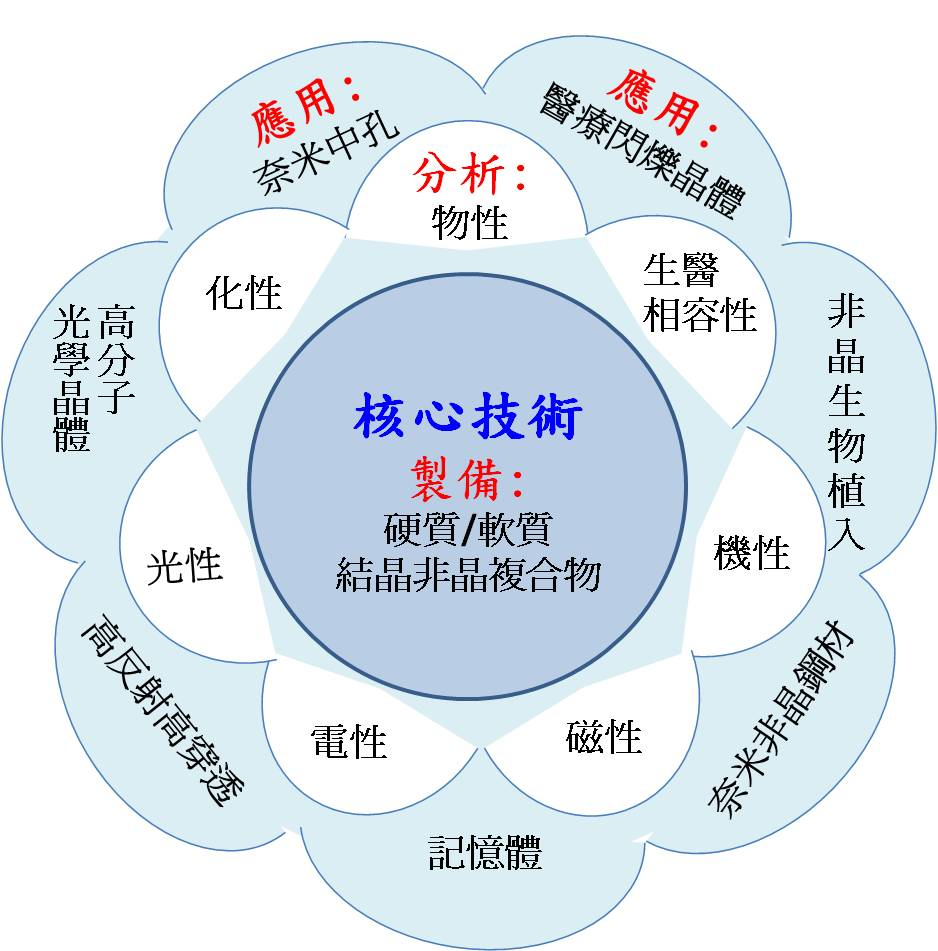 應用：
奈米中孔
應用：
醫療閃爍晶體
分析：
物性
化性
生醫
相容性
高分子
光學晶體
非晶生物植入
核心技術
製備：
硬質/軟質
結晶非晶複合物
光性
機性
高反射高穿透
奈米非晶鋼材
電性
磁性
記憶體